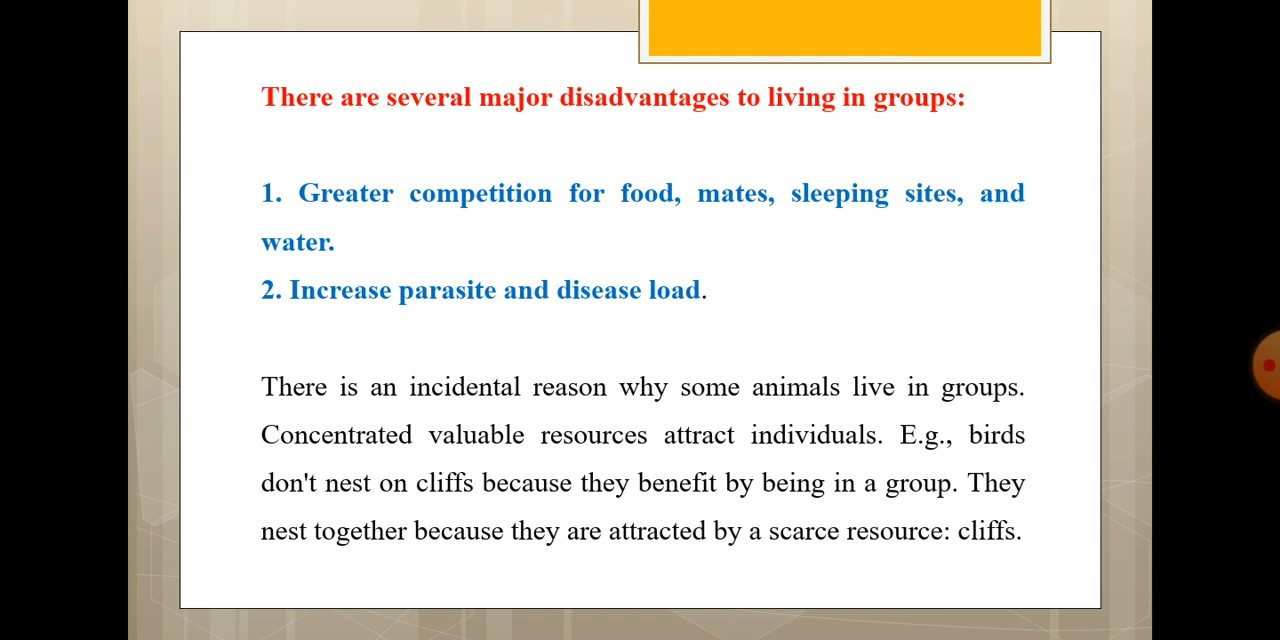 There are several major disadvantages to living in groups:
1. Greater competition for food, mates, sleeping sites, and
water.
2. Increase parasite and disease load.
There is an incidental reason why some animals live in groups.
Concentrated valuable resources attract individuals. E.g., birds
don't nest on cliffs because they benefit by being in a group. They
nest together because they are attracted by a scarce resource: cliffs.